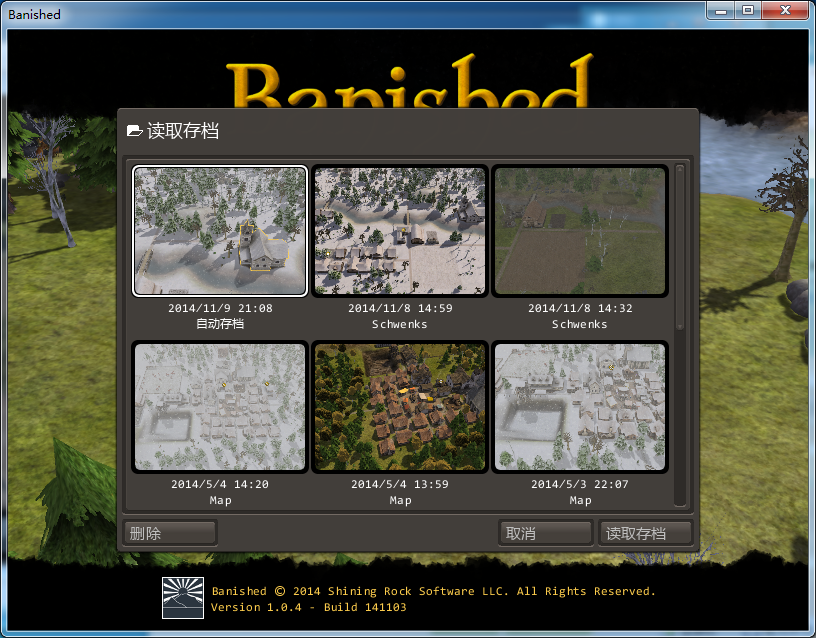 Banished
Banished
读取存档
2014/11/9 21:08
自动存档
2014/11/8 14:59
Schwenks
2014/11/8 14:32
Schwenks
2014/5/4 14:20
Map
2014/5/4 13:59
Map
2014/5/3 22:07
Map
删除
取消
读取存档
Banished © 2014 Shining Rock Software LLC. All Rights Reserved.
Version 1.0.4 - Build 141103